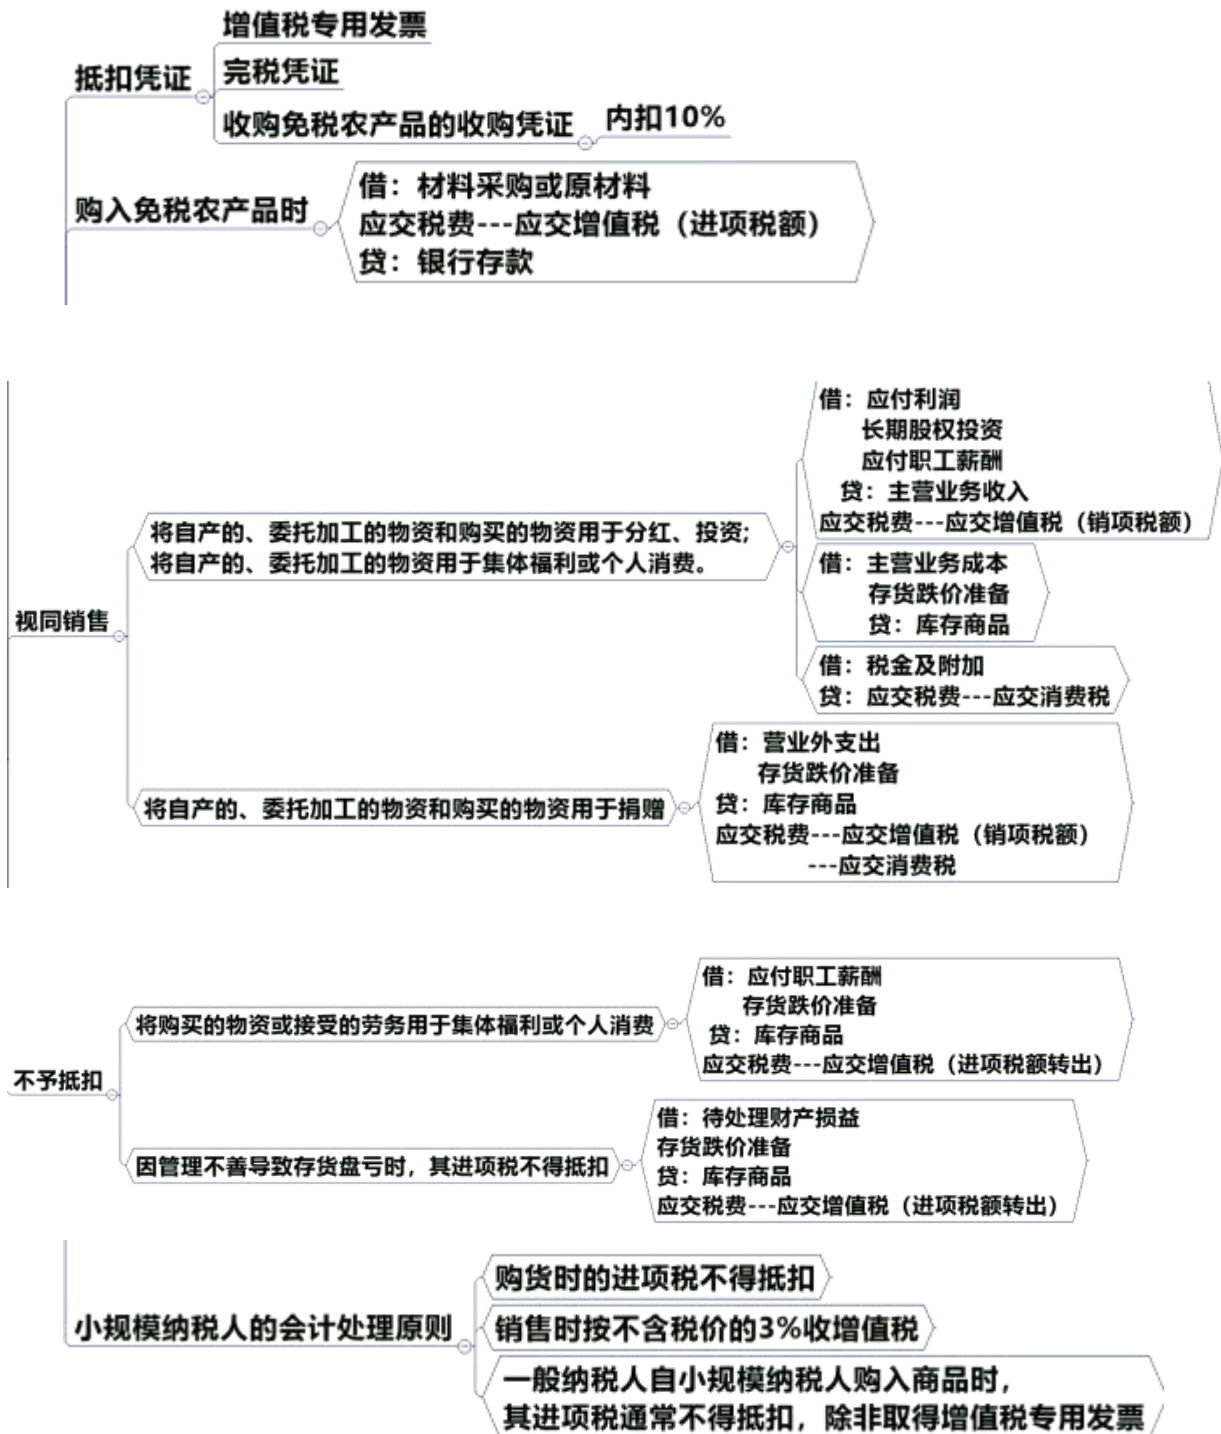 增值税专用发票
抵扣凭证
完税凭证
收购免税农产品的收购凭证
内扣10%
购入免税农产品时
借：材料采购或原材料
应交税费---应交增值税（进项税额）
贷：银行存款
视同销售
将自产的、委托加工的物资和购买的物资用于分红、投资；
将自产的、委托加工的物资用于集体福利或个人消费。
借：应付利润
长期股权投资
应付职工薪酬
贷：主营业务收入
应交税费---应交增值税（销项税额）
借：主营业务成本
存货跌价准备
贷：库存商品
借：税金及附加
贷：应交税费---应交消费税
将自产的、委托加工的物资和购买的物资用于捐赠
借：营业外支出
存货跌价准备
贷：库存商品
应交税费---应交增值税（销项税额）
---应交消费税
不予抵扣
将购买的物资或接受的劳务用于集体福利或个人消费
借：应付职工薪酬
存货跌价准备
贷：库存商品
应交税费---应交增值税（进项税额转出）
因管理不善导致存货盘亏时，其进项税不得抵扣
借：待处理财产损益
存货跌价准备
贷：库存商品
应交税费---应交增值税（进项税额转出）
小规模纳税人的会计处理原则
购货时的进项税不得抵扣
销售时按不含税价的3%收增值税
一般纳税人自小规模纳税人购入商品时，
其进项税通常不得抵扣，除非取得增值税专用发票